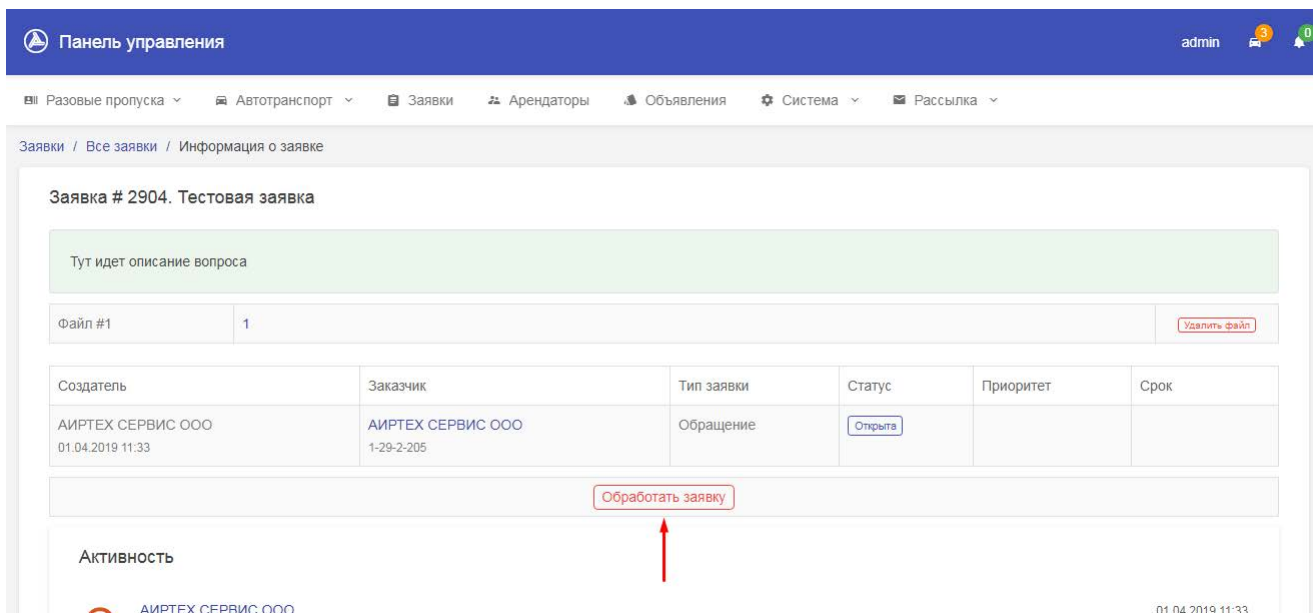 Панель управления admin 3 0
Разовые пропуска Автотранспорт Заявки Арендаторы Объявления Система Рассылка
Заявки / Все заявки / Информация о заявке
Заявка # 2904. Тестовая заявка
Тут идет описание вопроса
Файл #1 1 Удалить файл
Создатель Заказчик Тип заявки Статус Приоритет Срок
АИРТЕХ СЕРВИС ООО АИРТЕХ СЕРВИС ООО Обращение Открыта
01.04.2019 11:33 1-29-2-205
Обработать заявку
Активность
АИРТЕХ СЕРВИС ООО 01.04.2019 11:33